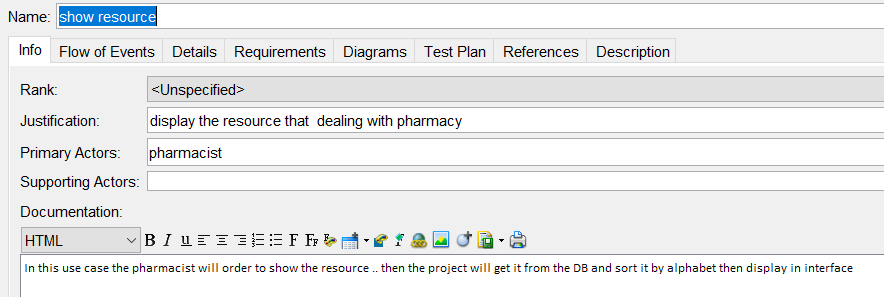 Name: show resource
Info Flow of Events Details Requirements Diagrams Test Plan References Description
Rank: <Unspecified>
Justification: display the resource that  dealing with pharmacy
Primary Actors: pharmacist
Supporting Actors:
Documentation:
HTML B I u F FF
In this use case the pharmacist will order to show the resource .. then the project will get it from the DB and sort it by alphabet then display in interface